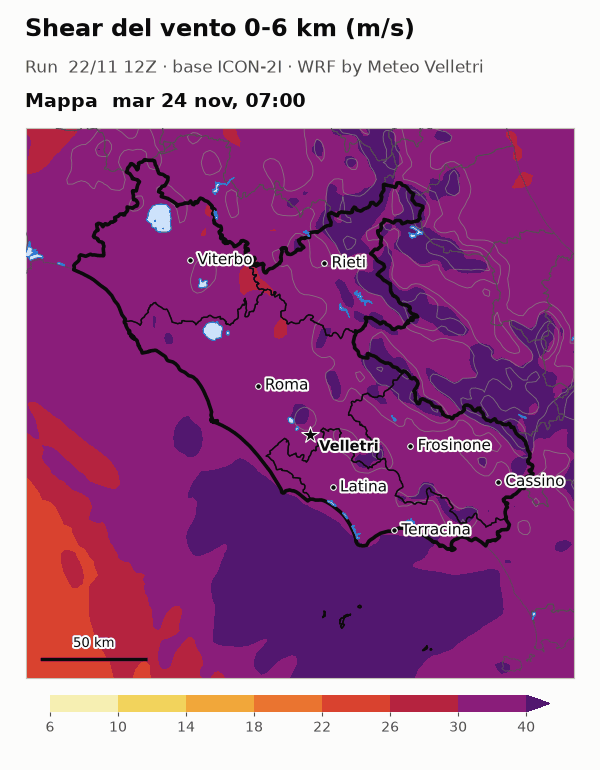 Shear del vento 0-6 km (m/s)
Run  22/11 12Z · base ICON-2I · WRF by Meteo Velletri
Mappa  mar 24 nov, 07:00
Viterbo
Rieti
Roma
Velletri
Frosinone
Latina
Cassino
Terracina
50 km
6 10 14 18 22 26 30 40